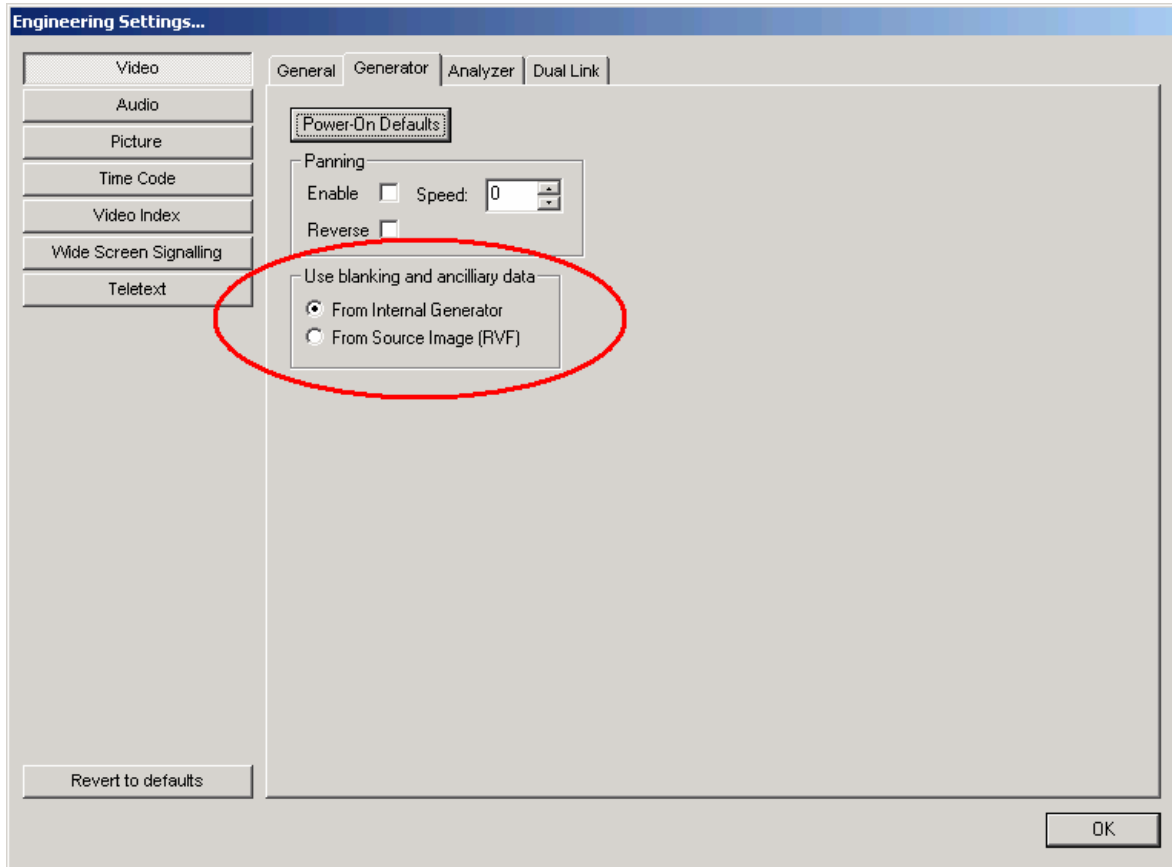 Engineering Settings...
Video
Audio
Picture
Time Code
Video Index
Wide Screen Signalling
Teletext
Revert to defaults
General Generator Analyzer Dual Link
Power-On Defaults
Panning
Enable Speed: 0
Reverse
Use blanking and ancilliary data
From Internal Generator
From Source Image (RVF)
OK